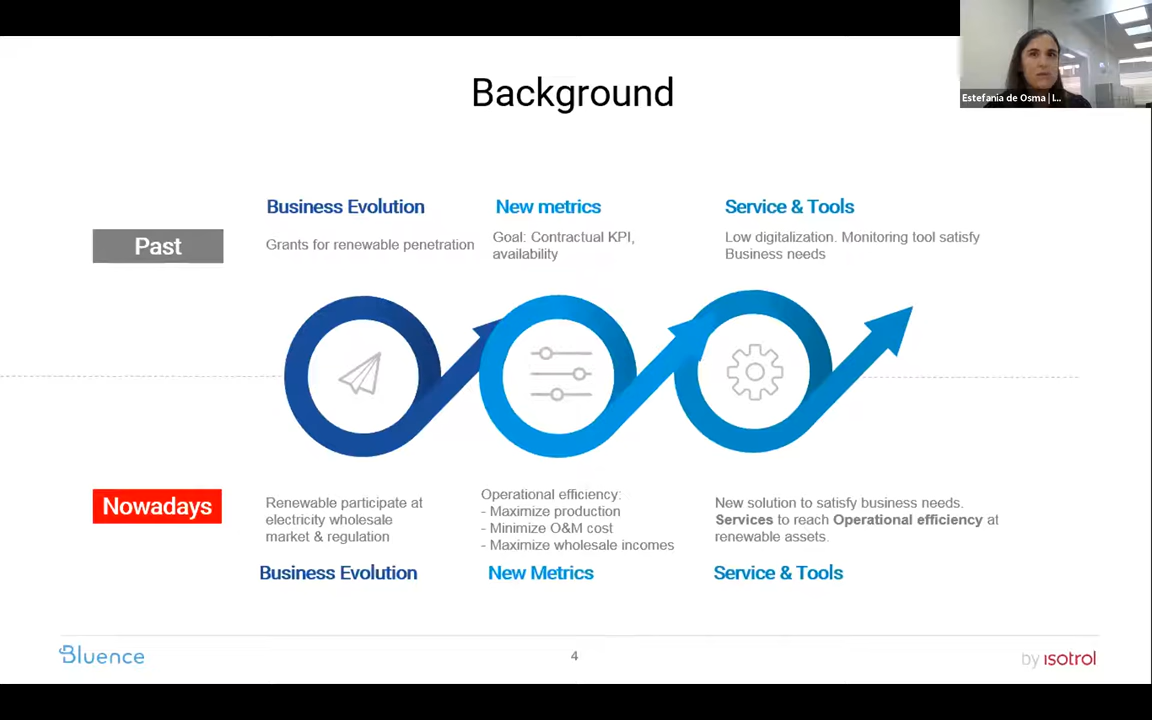 Background
Estefania de Osma | I...
Business Evolution
New metrics
Service & Tools
Past
Grants for renewable penetration
Goal: Contractual KPI,
availability
Low digitalization. Monitoring tool satisfy
Business needs
Nowadays
Renewable participate at
electricity wholesale
market & regulation
Operational efficiency:
- Maximize production
- Minimize O&M cost
- Maximize wholesale incomes
New solution to satisfy business needs.
Services to reach Operational efficiency at
renewable assets.
Business Evolution
New Metrics
Service & Tools
Bluence
4
by isotrol